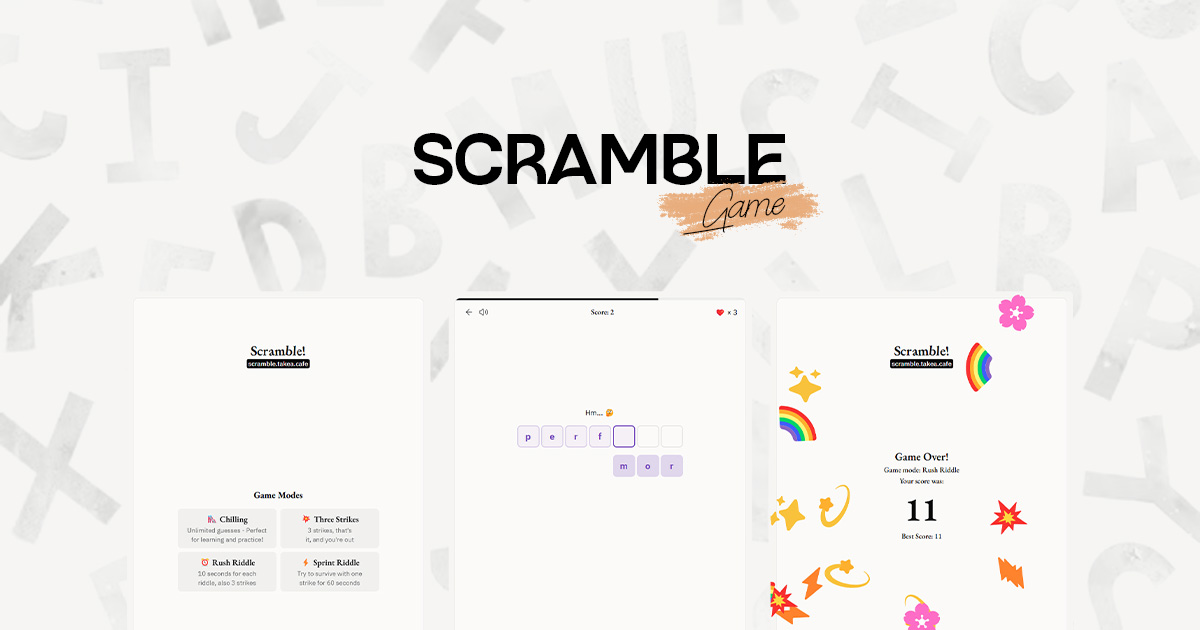 SCRAMBLE
Game
Scramble!
scramble.takea.cafe
Game Modes
Chilling
Unlimited guesses - Perfect
for learning and practice!
Three Strikes
3 strikes, that's
it, and you're out
Rush Riddle
10 seconds for each
riddle, also 3 strikes
Sprint Riddle
Try to survive with one
strike for 60 seconds
Score: 2
× 3
Hm...
p e r f
m o r
Scramble!
scramble.takea.cafe
Game Over!
Game mode: Rush Riddle
Your score was:
11
Best Score: 11